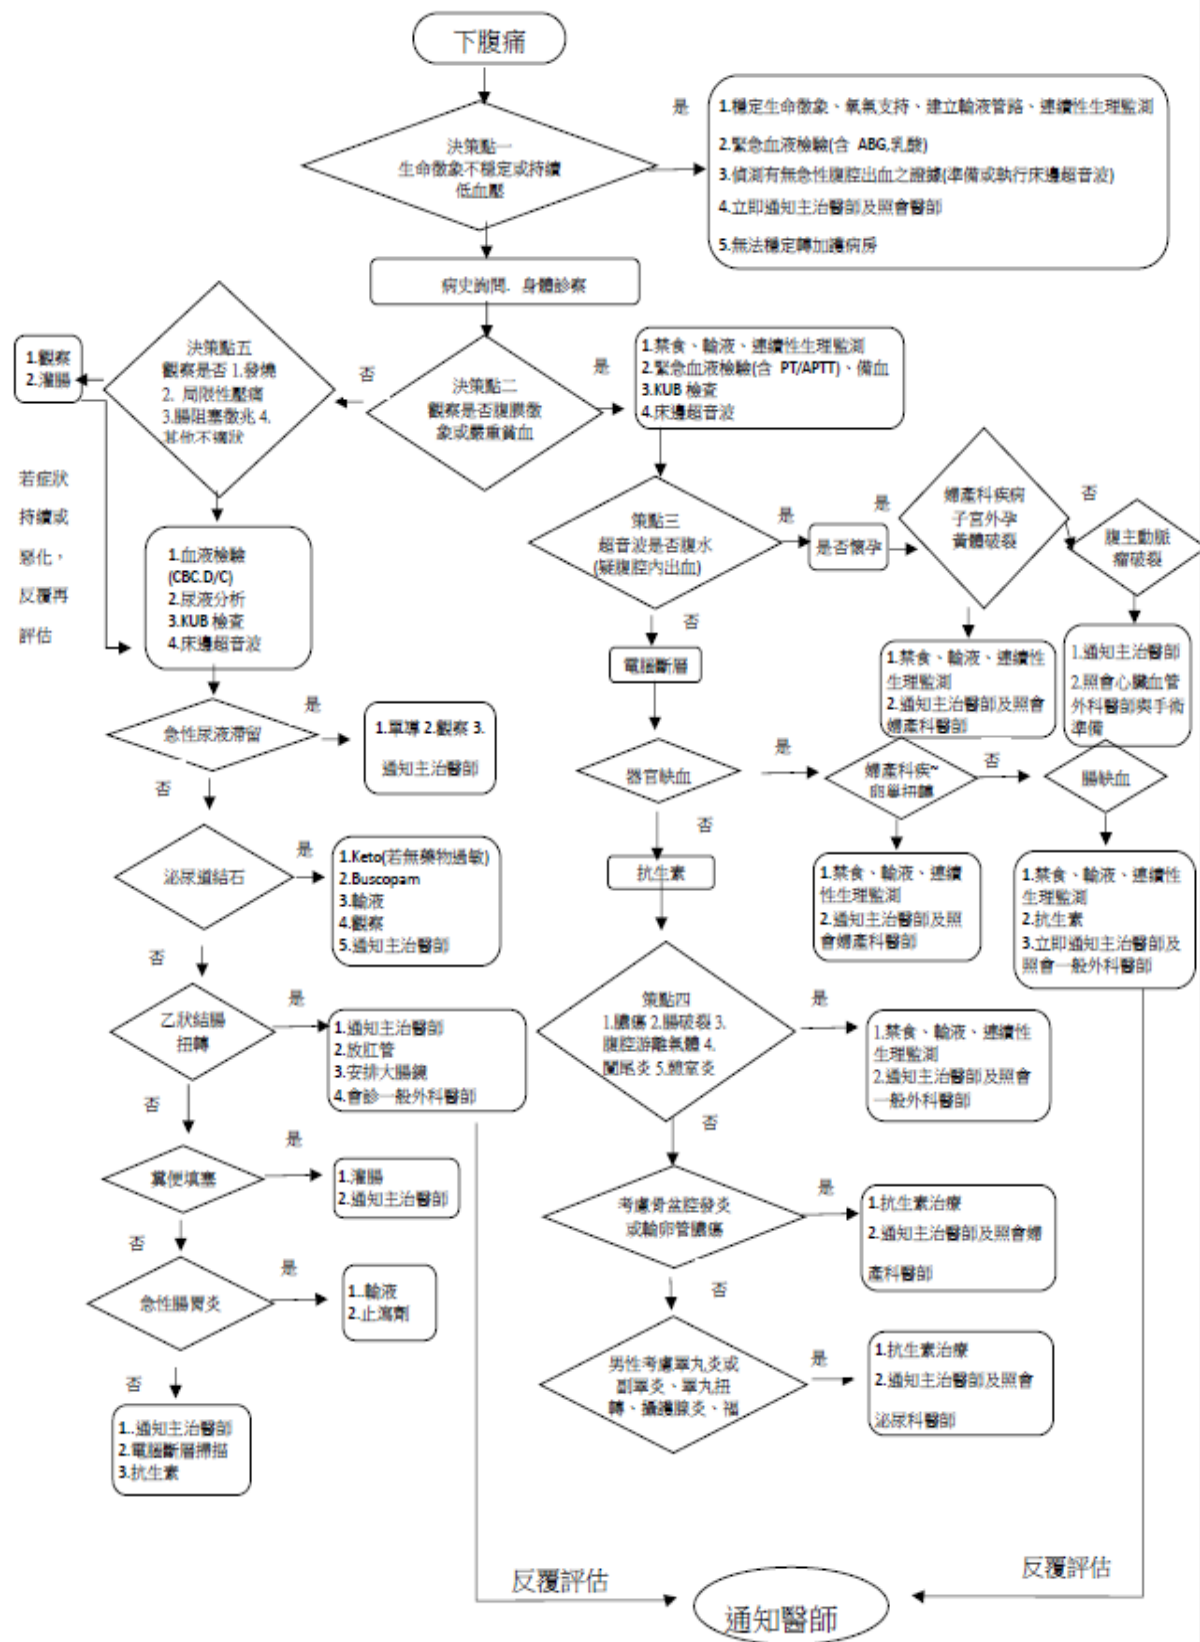 下腹痛
決策點一
生命徵象不穩定或持續
低血壓
是
1.穩定生命徵象、氧氣支持、建立輸液管路、連續性生理監測
2.緊急血液檢驗(含 ABG,乳酸)
3.偵測有無急性腹腔出血之證據(準備或執行床邊超音波)
4.立即通知主治醫師及照會醫師
5.無法穩定轉加護病房
病史詢問、身體診察
決策點二
觀察是否腹膜徵
象或嚴重貧血
否
是
決策點五
觀察是否 1.發燒
2. 局限性壓痛
3.腸阻塞徵兆 4.
其他不適狀
1.觀察
2.灌腸
若症狀
持續或
惡化，
反覆再
評估
1.禁食、輸液、連續性生理監測
2.緊急血液檢驗(含 PT/APTT)、備血
3.KUB 檢查
4.床邊超音波
策點三
超音波是否腹水
(疑腹腔內出血)
是
是否懷孕
是
婦產科疾病
子宮外孕
黃體破裂
否
腹主動脈
瘤破裂
1.禁食、輸液、連續性
生理監測
2.通知主治醫師及照會
婦產科醫師
1.通知主治醫師
2.照會心臟血管
外科醫師與手術
準備
否
電腦斷層
器官缺血
是
婦產科疾~
卵巢扭轉
否
腸缺血
1.禁食、輸液、連續
性生理監測
2.通知主治醫師及照
會婦產科醫師
1.禁食、輸液、連續性
生理監測
2.抗生素
3.立即通知主治醫師及
照會一般外科醫師
否
抗生素
策點四
1.膿瘍 2.腸破裂 3.
腹腔游離氣體 4.
闌尾炎 5.憩室炎
是
1.禁食、輸液、連續性
生理監測
2.通知主治醫師及照會
一般外科醫師
否
考慮骨盆腔發炎
或輸卵管膿瘍
是
1.抗生素治療
2.通知主治醫師及照會婦
產科醫師
否
男性考慮睪丸炎或
副睪炎、睪丸扭
轉、攝護腺炎、疝
是
1.抗生素治療
2.通知主治醫師及照會
泌尿科醫師
1.血液檢驗
(CBC.D/C)
2.尿液分析
3.KUB 檢查
4.床邊超音波
急性尿液滯留
是
1.單導 2.觀察 3.
通知主治醫師
否
泌尿道結石
是
1.Keto(若無藥物過敏)
2.Buscopam
3.輸液
4.觀察
5.通知主治醫師
否
乙狀結腸
扭轉
是
1.通知主治醫師
2.放肛管
3.安排大腸鏡
4.會診一般外科醫師
否
糞便填塞
是
1.灌腸
2.通知主治醫師
否
急性腸胃炎
是
1..輸液
2.止瀉劑
否
1..通知主治醫師
2.電腦斷層掃描
3.抗生素
反覆評估
反覆評估
通知醫師